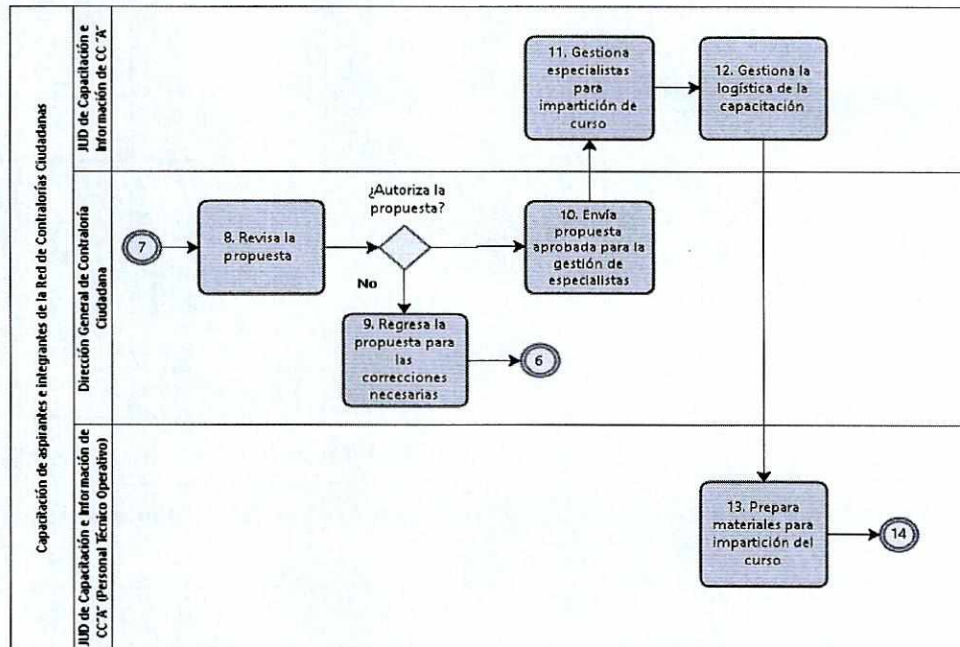 Capacitación de aspirantes e integrantes de la Red de Contralorías Ciudadanas
JUD de Capacitación e
Información de CC "A"
11. Gestiona
especialistas
para
impartición de
curso
12. Gestiona la
logística de la
capacitación
Dirección General de Contraloría
Ciudadana
7
8. Revisa la
propuesta
¿Autoriza la
propuesta?
No
10. Envía
propuesta
aprobada para la
gestión de
especialistas
9. Regresa la
propuesta para
las
correcciones
necesarias
6
JUD de Capacitación e Información de
CC"A" (Personal Técnico Operativo)
13. Prepara
materiales para
impartición del
curso
14